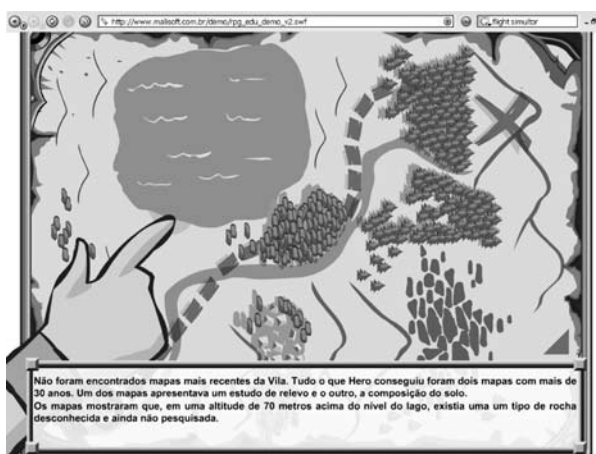 http://www.malisoft.com.br/demo/rpg_edu_demo_v2.swf
flight simultor
Não foram encontrados mapas mais recentes da Vila. Tudo o que Hero conseguiu foram dois mapas com mais de
30 anos. Um dos mapas apresentava um estudo de relevo e o outro, a composição do solo.
Os mapas mostraram que, em uma altitude de 70 metros acima do nível do lago, existia uma um tipo de rocha
desconhecida e ainda não pesquisada.